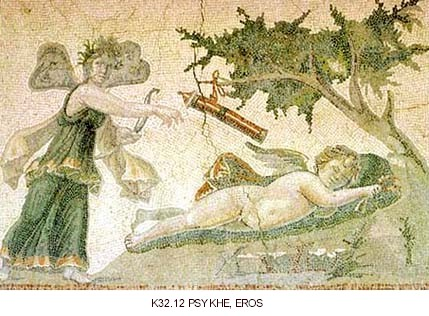 K32.12 PSYKHE, EROS